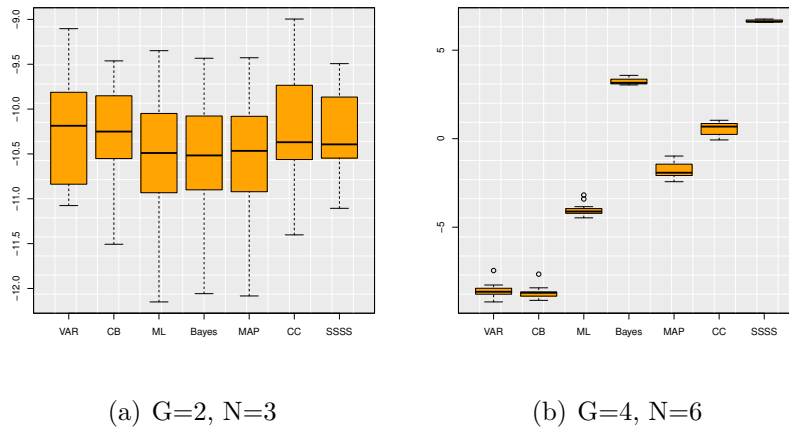 -9.0
-9.5
-10.0
-10.5
-11.0
-11.5
-12.0
VAR CB ML Bayes MAP CC SSSS
5
0
-5
VAR CB ML Bayes MAP CC SSSS
(a) G=2, N=3
(b) G=4, N=6